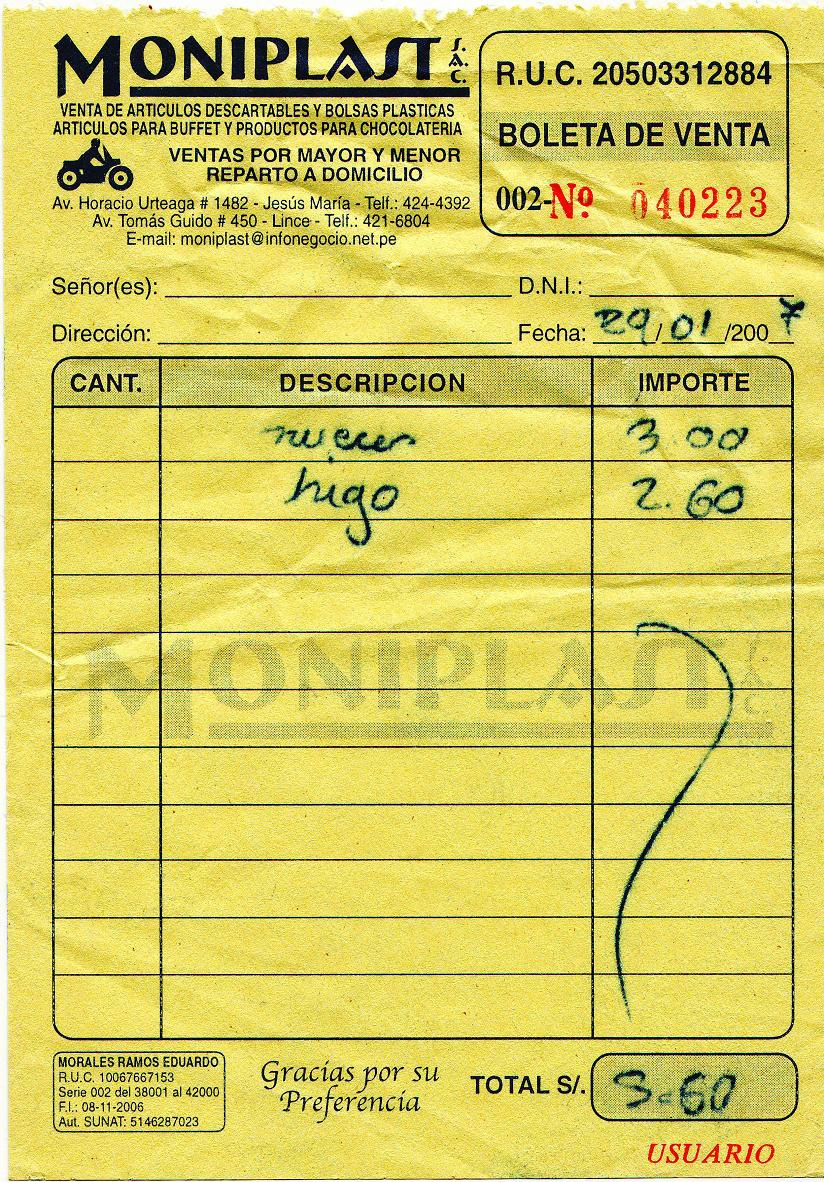 MONIPLAST S.A.C.
VENTA DE ARTICULOS DESCARTABLES Y BOLSAS PLASTICAS
ARTICULOS PARA BUFFET Y PRODUCTOS PARA CHOCOLATERIA
VENTAS POR MAYOR Y MENOR
REPARTO A DOMICILIO
Av. Horacio Urteaga # 1482 - Jesús María - Telf.: 424-4392
Av. Tomás Guido # 450 - Lince - Telf.: 421-6804
E-mail: moniplast@infonegocio.net.pe
R.U.C. 20503312884
BOLETA DE VENTA
002-Nº 040223
Señor(es): D.N.I.:
Dirección: Fecha: 29/01/2007
CANT. DESCRIPCION IMPORTE
nueces 3.00
higo 2.60
MONIPLAST S.A.C.
MORALES RAMOS EDUARDO
R.U.C. 10067667153
Serie 002 del 38001 al 42000
F.I.: 08-11-2006
Aut. SUNAT: 5146287023
Gracias por su
Preferencia
TOTAL S/. 5.60
USUARIO